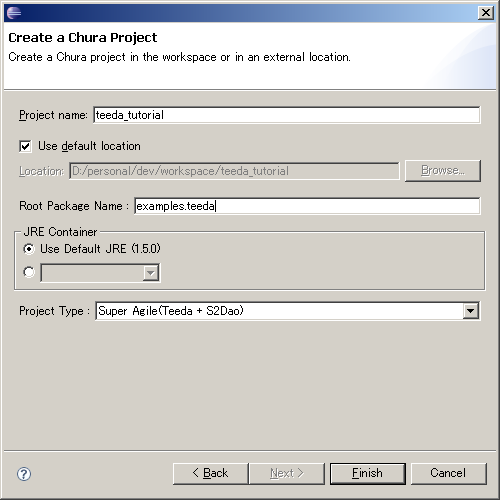 Create a Chura Project
Create a Chura project in the workspace or in an external location.
Project name: teeda_tutorial
Use default location
Location: D:/personal/dev/workspace/teeda_tutorial Browse...
Root Package Name : examples.teeda
JRE Container
Use Default JRE (1.5.0)
Project Type : Super Agile(Teeda + S2Dao)
? < Back Next > Finish Cancel